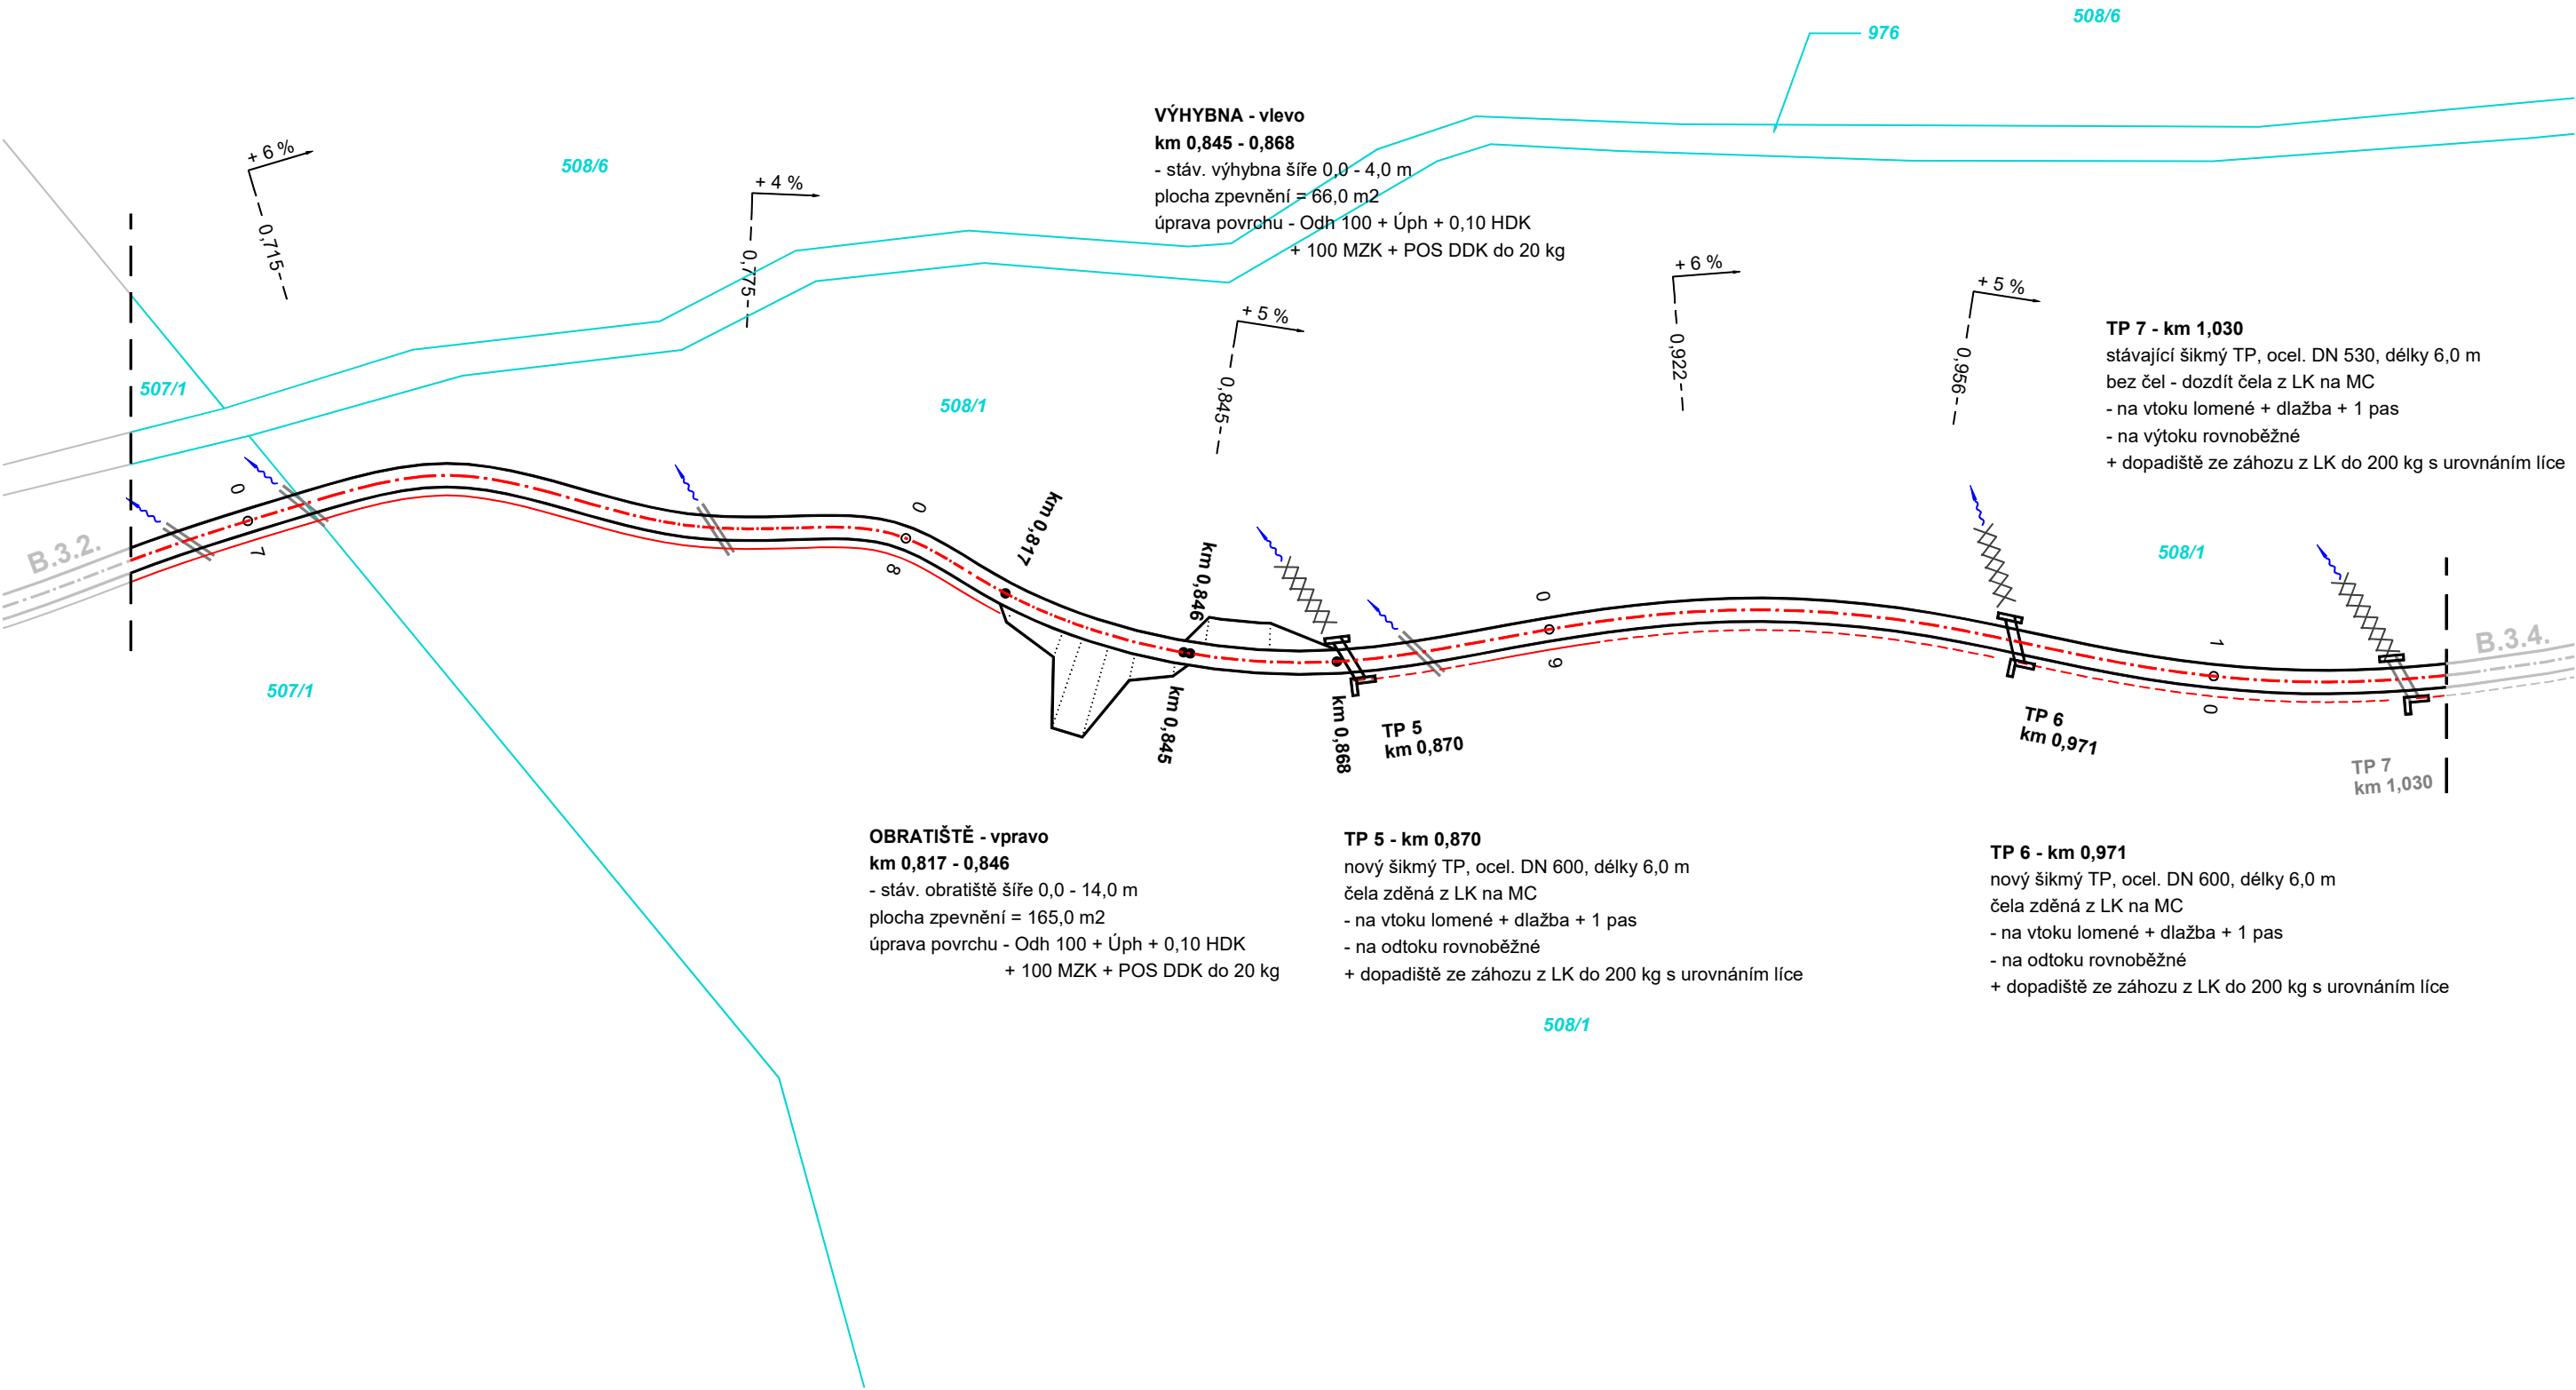 508/6
976
VÝHYBNA - vlevo
km 0,845 - 0,868
- stáv. výhybna šíře 0,0 - 4,0 m
plocha zpevnění = 66,0 m2
úprava povrchu - Odh 100 + Úph + 0,10 HDK
+ 100 MZK + POS DDK do 20 kg
+ 6 %
0,715
508/6
+ 4 %
0,775
+ 5 %
0,845
+ 6 %
0,922
+ 5 %
0,956
TP 7 - km 1,030
stávající šikmý TP, ocel. DN 530, délky 6,0 m
bez čel - dozdít čela z LK na MC
- na vtoku lomené + dlažba + 1 pas
- na výtoku rovnoběžné
+ dopadiště ze záhozu z LK do 200 kg s urovnáním líce
507/1
508/1
508/1
B.3.2.
0
7
0
8
km 0,817
km 0,846
km 0,845
km 0,868
TP 5
km 0,870
0
9
TP 6
km 0,971
1
0
TP 7
km 1,030
B.3.4.
507/1
OBRATIŠTĚ - vpravo
km 0,817 - 0,846
- stáv. obratiště šíře 0,0 - 14,0 m
plocha zpevnění = 165,0 m2
úprava povrchu - Odh 100 + Úph + 0,10 HDK
+ 100 MZK + POS DDK do 20 kg
TP 5 - km 0,870
nový šikmý TP, ocel. DN 600, délky 6,0 m
čela zděná z LK na MC
- na vtoku lomené + dlažba + 1 pas
- na odtoku rovnoběžné
+ dopadiště ze záhozu z LK do 200 kg s urovnáním líce
TP 6 - km 0,971
nový šikmý TP, ocel. DN 600, délky 6,0 m
čela zděná z LK na MC
- na vtoku lomené + dlažba + 1 pas
- na odtoku rovnoběžné
+ dopadiště ze záhozu z LK do 200 kg s urovnáním líce
508/1